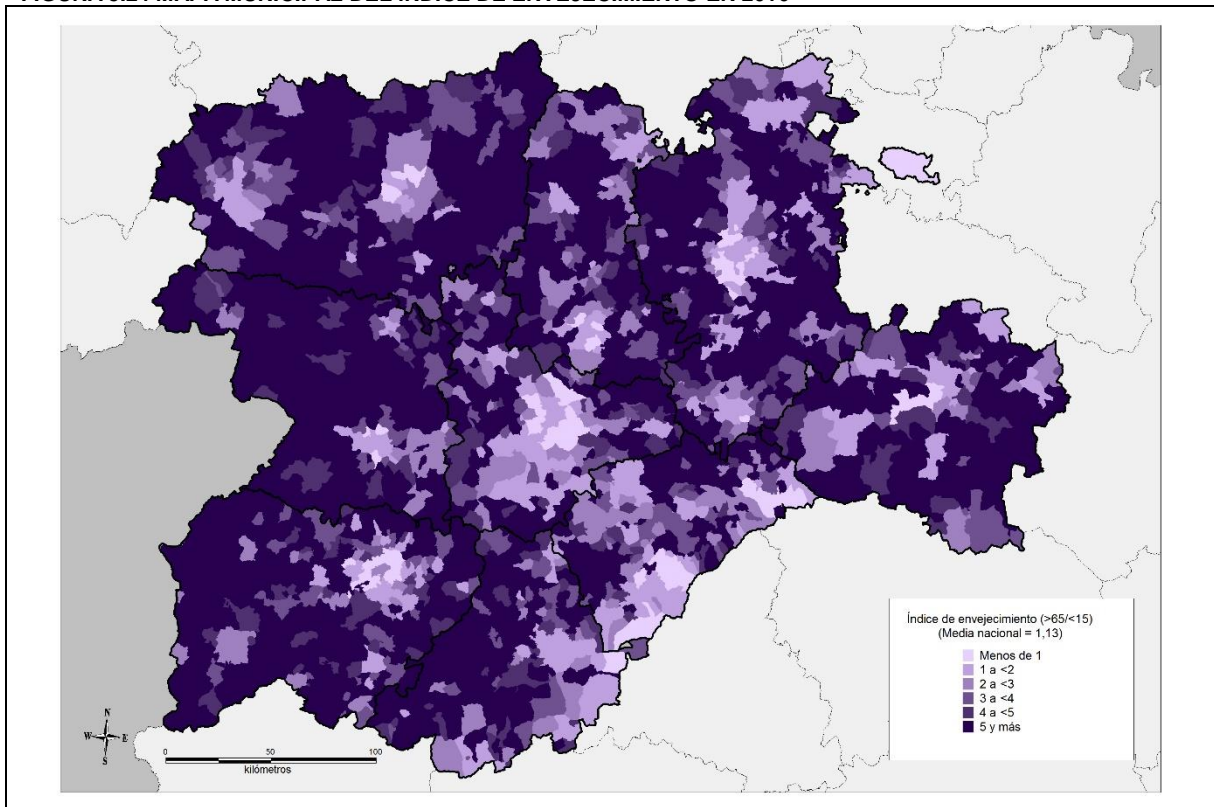 Índice de envejecimiento (>65/<15)
(Media nacional = 1,13)
Menos de 1
1 a <2
2 a <3
3 a <4
4 a <5
5 y más
N
W E
S
0 50 100
kilómetros